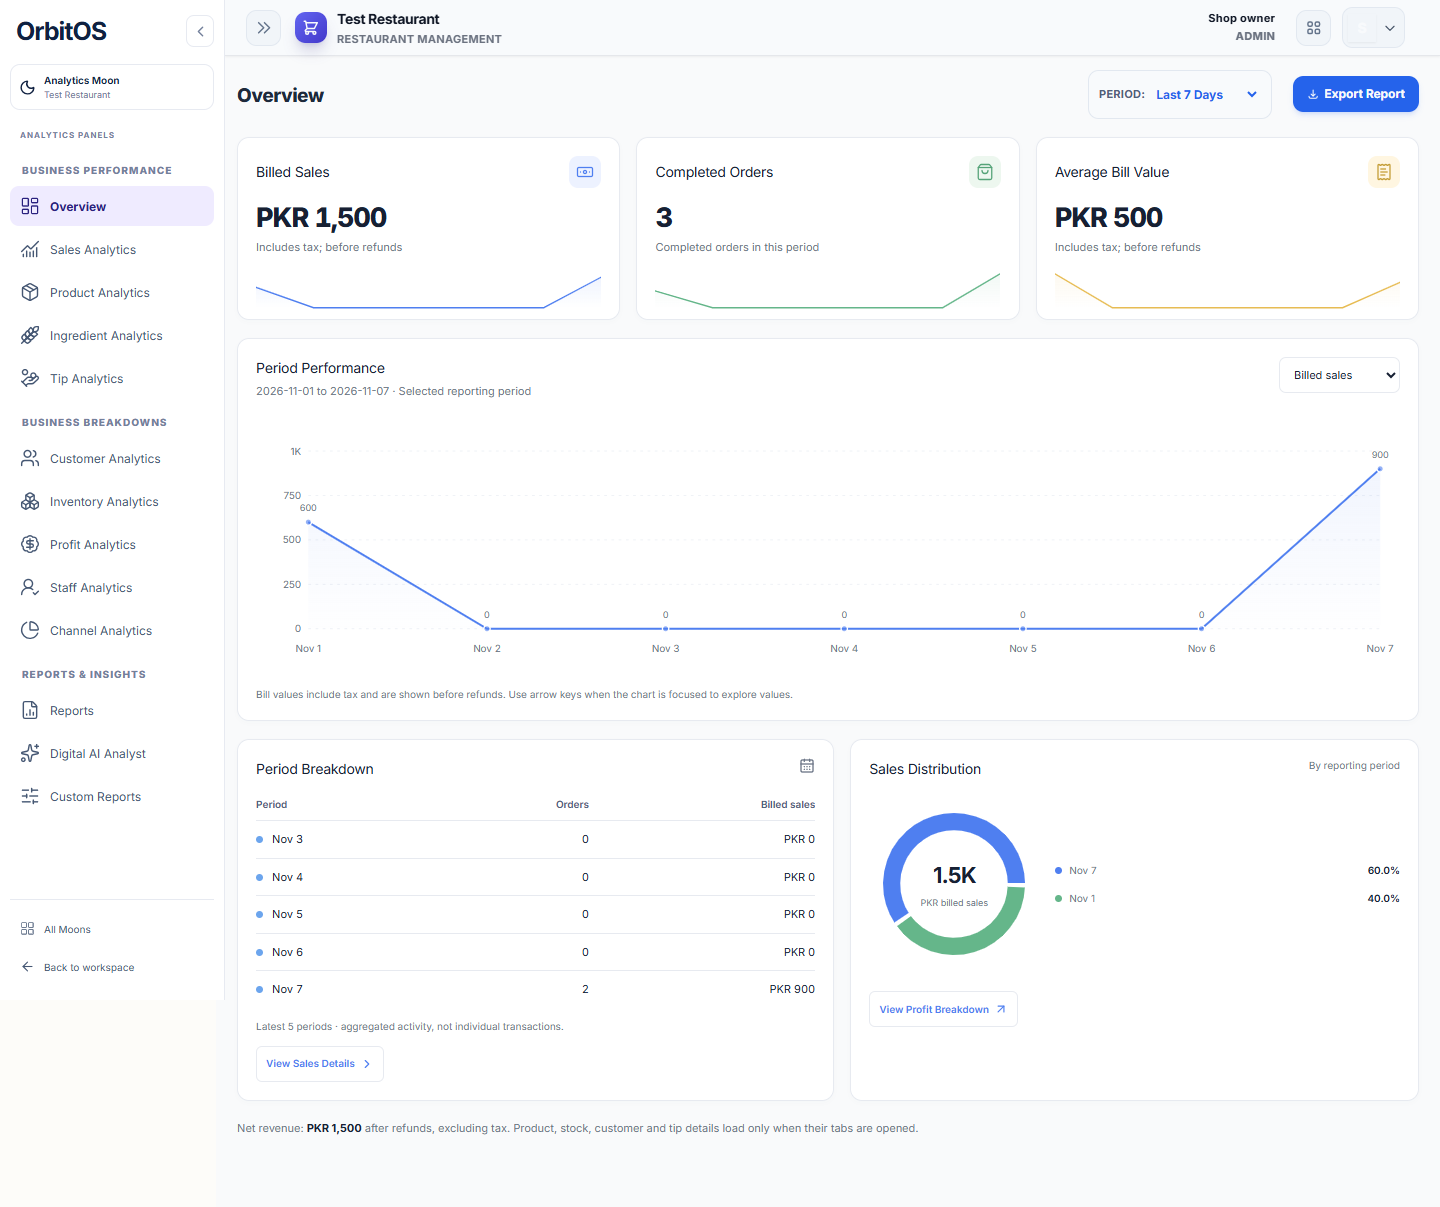 OrbitOS
Analytics Moon
Test Restaurant
ANALYTICS PANELS
BUSINESS PERFORMANCE
Overview
Sales Analytics
Product Analytics
Ingredient Analytics
Tip Analytics
BUSINESS BREAKDOWNS
Customer Analytics
Inventory Analytics
Profit Analytics
Staff Analytics
Channel Analytics
REPORTS & INSIGHTS
Reports
Digital AI Analyst
Custom Reports
All Moons
Back to workspace
Test Restaurant
RESTAURANT MANAGEMENT
Shop owner
ADMIN
Overview
PERIOD: Last 7 Days
Export Report
Billed Sales
PKR 1,500
Includes tax; before refunds
Completed Orders
3
Completed orders in this period
Average Bill Value
PKR 500
Includes tax; before refunds
Period Performance
2026-11-01 to 2026-11-07 · Selected reporting period
Billed sales
1K
750
500
250
0
600
0
0
0
0
0
900
Nov 1
Nov 2
Nov 3
Nov 4
Nov 5
Nov 6
Nov 7
Bill values include tax and are shown before refunds. Use arrow keys when the chart is focused to explore values.
Period Breakdown
Period Orders Billed sales
Nov 3 0 PKR 0
Nov 4 0 PKR 0
Nov 5 0 PKR 0
Nov 6 0 PKR 0
Nov 7 2 PKR 900
Latest 5 periods · aggregated activity, not individual transactions.
View Sales Details
Sales Distribution
By reporting period
1.5K
PKR billed sales
Nov 7 60.0%
Nov 1 40.0%
View Profit Breakdown
Net revenue: PKR 1,500 after refunds, excluding tax. Product, stock, customer and tip details load only when their tabs are opened.